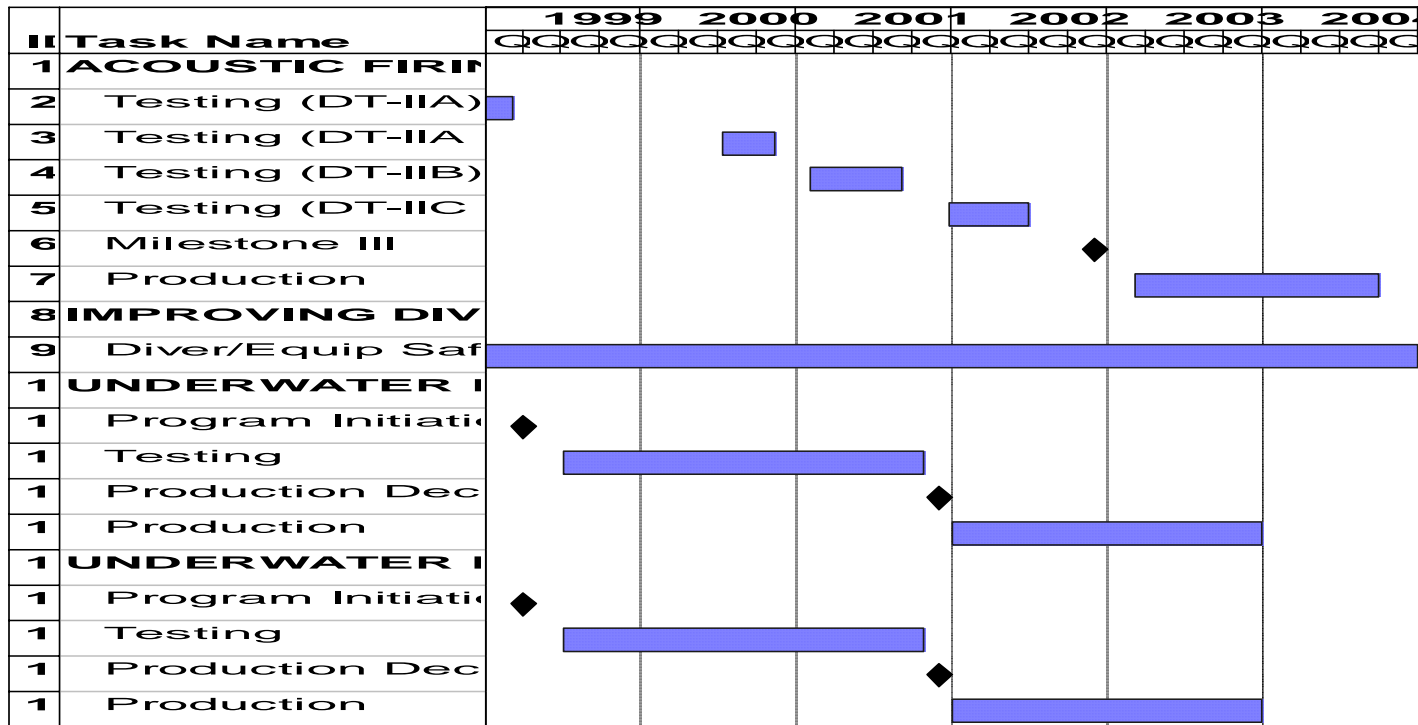 1999 2000 2001 2002 2003 200
ID Task Name Q Q Q Q Q Q Q Q Q Q Q Q Q Q Q Q Q Q Q Q Q Q Q Q
1 ACOUSTIC FIRIN
2 Testing (DT-IIA)
3 Testing (DT-IIA
4 Testing (DT-IIB)
5 Testing (DT-IIC
6 Milestone III
7 Production
8 IMPROVING DIV
9 Diver/Equip Saf
1 UNDERWATER
1 Program Initiati
1 Testing
1 Production Dec
1 Production
1 UNDERWATER
1 Program Initiati
1 Testing
1 Production Dec
1 Production